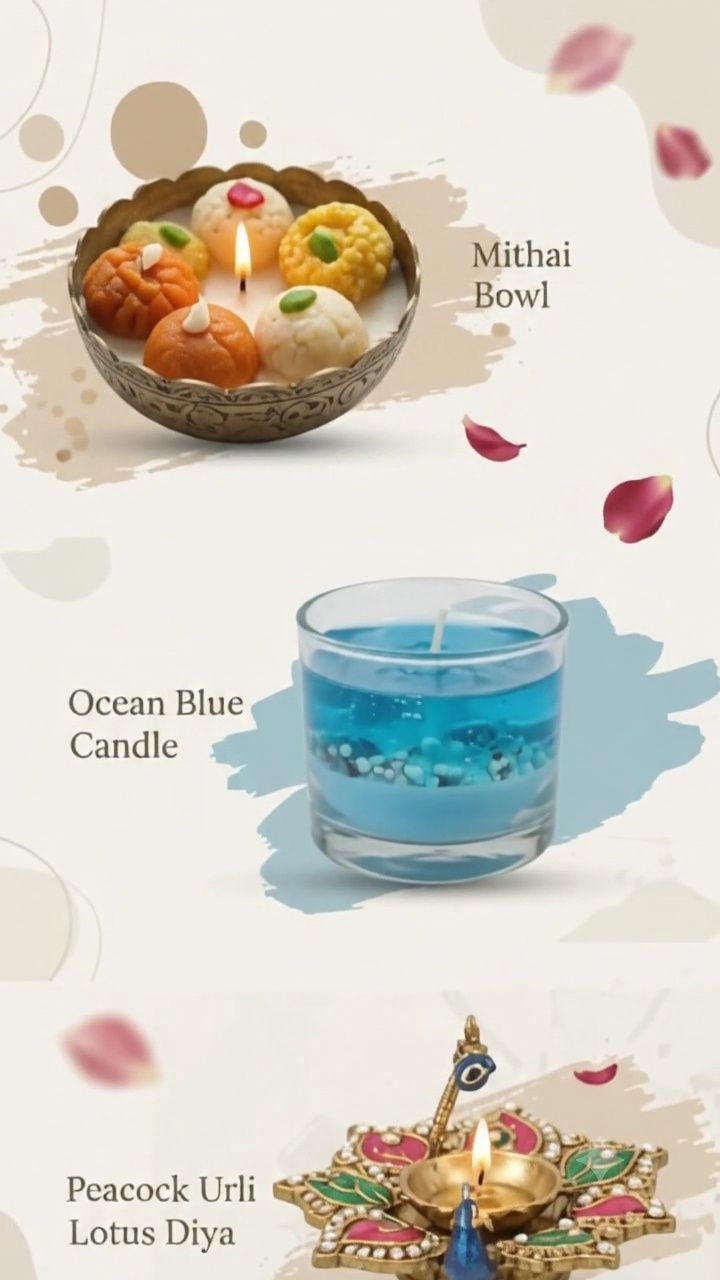 Mithai
Bowl
Ocean Blue
Candle
Peacock Urli
Lotus Diya